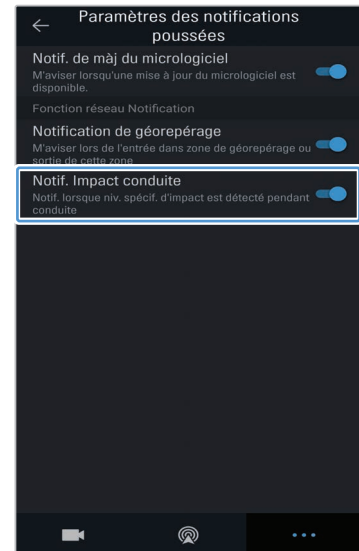 Paramètres des notifications
poussées
Notif. de màj du micrologiciel
M'aviser lorsqu'une mise à jour du micrologiciel est
disponible.
Fonction réseau Notification
Notification de géorepérage
M'aviser lors de l'entrée dans zone de géorepérage ou
sortie de cette zone
Notif. Impact conduite
Notif. lorsque niv. spécif. d'impact est détecté pendant
conduite